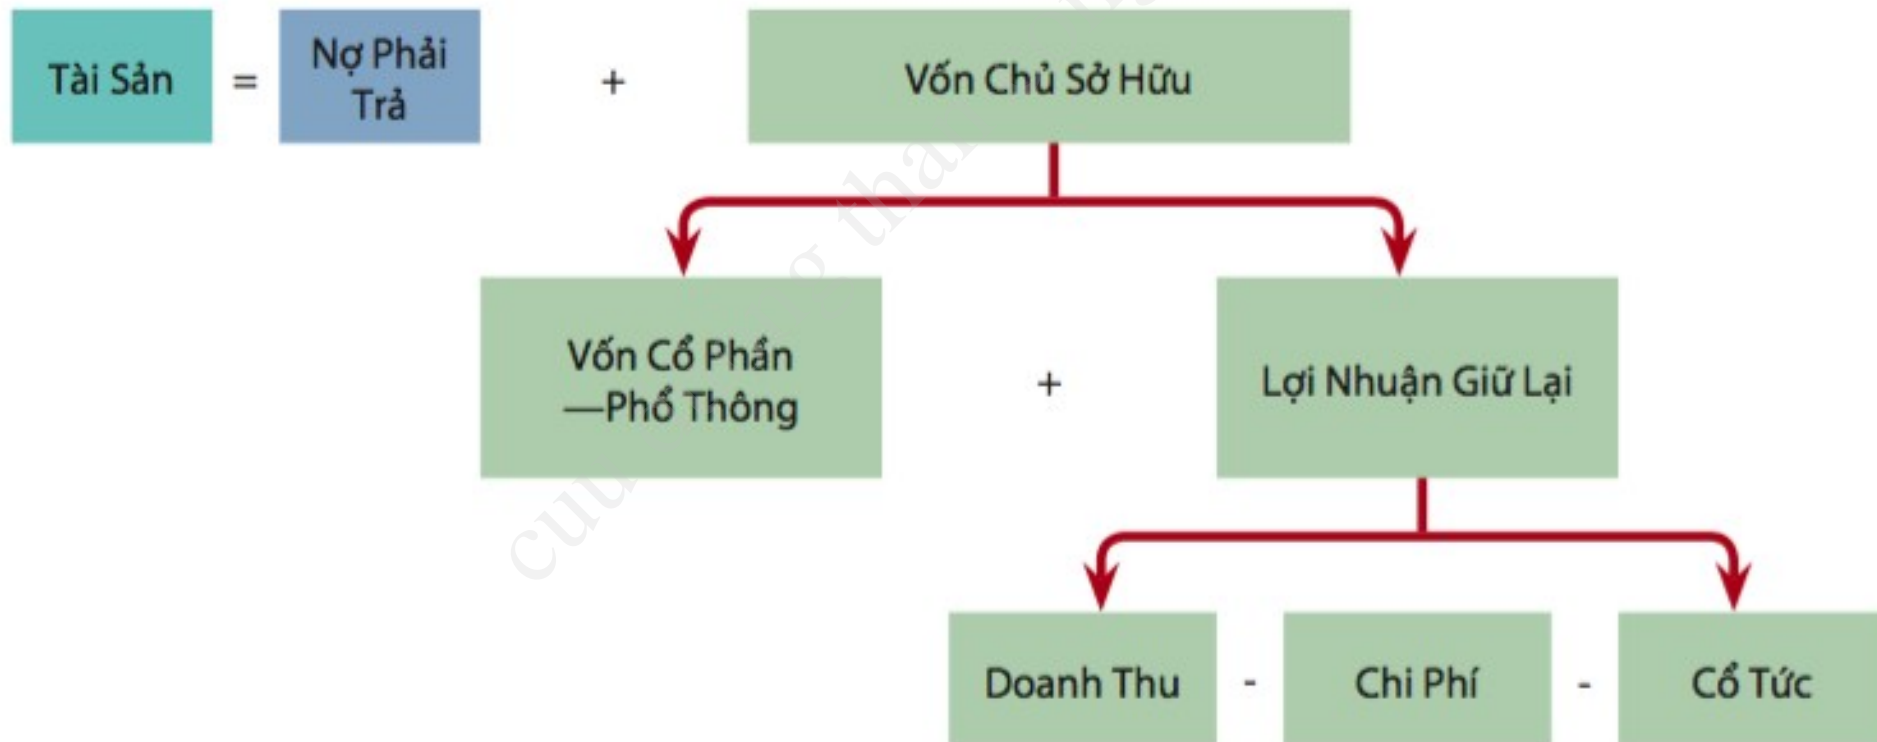 Tài Sản = Nợ Phải Trả + Vốn Chủ Sở Hữu
Vốn Cổ Phần
—Phổ Thông + Lợi Nhuận Giữ Lại
Doanh Thu - Chi Phí - Cổ Tức